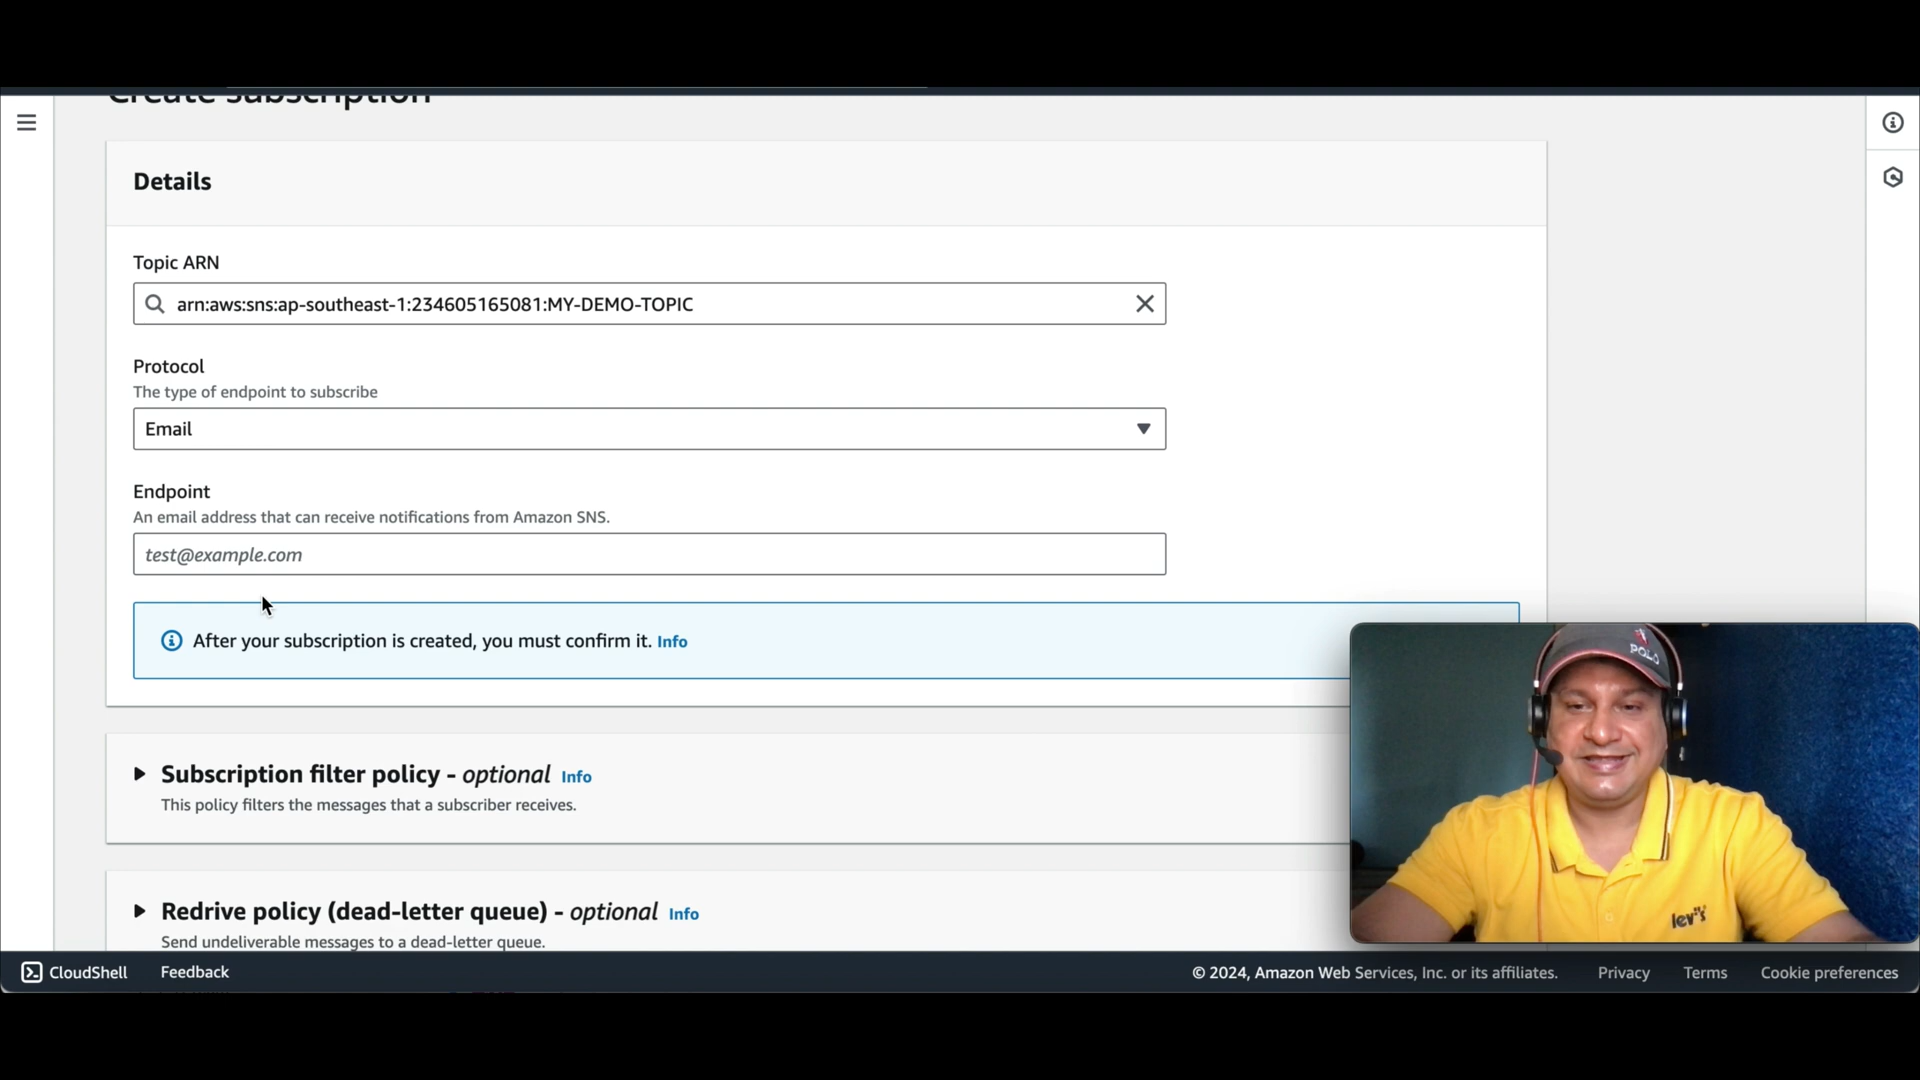 Create subscription
Details
Topic ARN
arn:aws:sns:ap-southeast-1:234605165081:MY-DEMO-TOPIC
Protocol
The type of endpoint to subscribe
Email
Endpoint
An email address that can receive notifications from Amazon SNS.
test@example.com
After your subscription is created, you must confirm it. Info
Subscription filter policy - optional Info
This policy filters the messages that a subscriber receives.
Redrive policy (dead-letter queue) - optional Info
Send undeliverable messages to a dead-letter queue.
POLO
lev's
CloudShell Feedback © 2024, Amazon Web Services, Inc. or its affiliates. Privacy Terms Cookie preferences